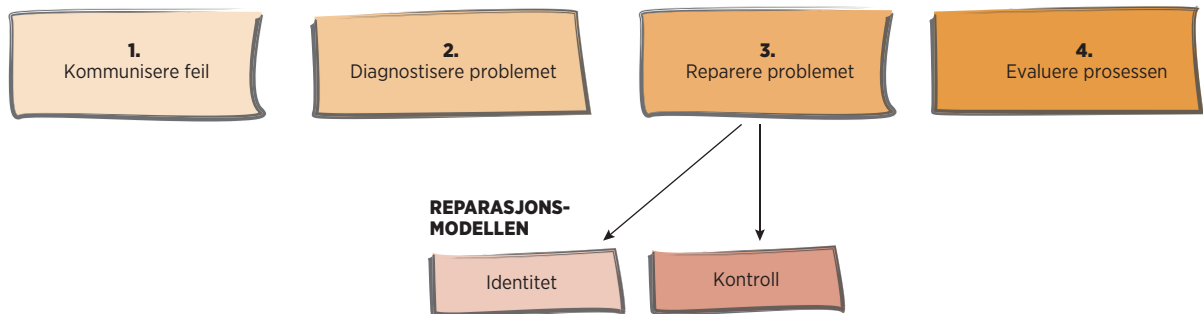 1.
Kommunisere feil
2.
Diagnostisere problemet
3.
Reparere problemet
4.
Evaluere prosessen
REPARASJONS-
MODELLEN
Identitet
Kontroll